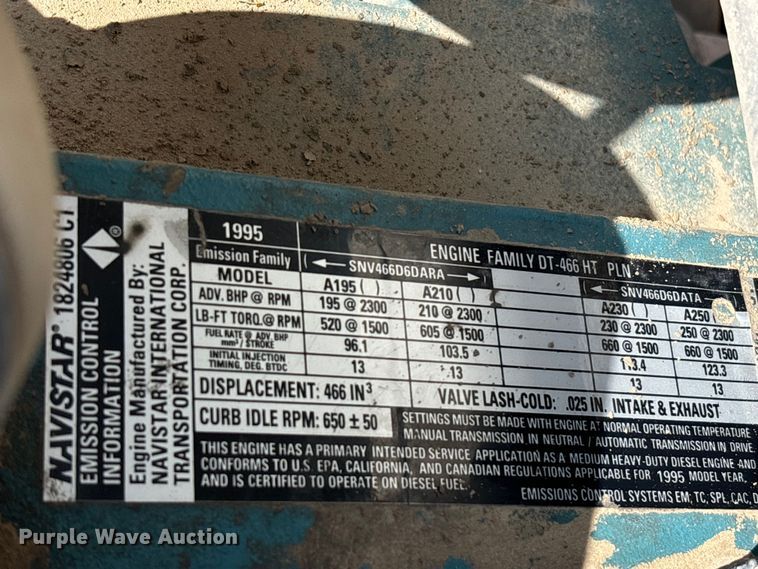 NAVISTAR® 1824806 C1
EMISSION CONTROL
INFORMATION
Engine Manufactured By:
NAVISTAR INTERNATIONAL
TRANSPORTATION CORP.
1995 ENGINE FAMILY DT-466 HT PLN
Emission Family SNV466D6DARA SNV466D6DATA
MODEL A195 ( ) A210 ( ) A230 ( ) A250
ADV. BHP @ RPM 195 @ 2300 210 @ 2300 230 @ 2300 250 @ 2300
LB-FT TORQ. @ RPM 520 @ 1500 605 @ 1500 660 @ 1500 660 @ 1500
FUEL RATE @ ADV. BHP
mm³ / STROKE 96.1 103.5 113.4 123.3
INITIAL INJECTION
TIMING, DEG. BTDC 13 13 13 13
DISPLACEMENT: 466 IN³ VALVE LASH-COLD: .025 IN. INTAKE & EXHAUST
CURB IDLE RPM: 650 ± 50 SETTINGS MUST BE MADE WITH ENGINE AT NORMAL OPERATING TEMPERATURE
MANUAL TRANSMISSION IN NEUTRAL / AUTOMATIC TRANSMISSION IN DRIVE.
THIS ENGINE HAS A PRIMARY INTENDED SERVICE APPLICATION AS A MEDIUM HEAVY-DUTY DIESEL ENGINE AND
CONFORMS TO U.S. EPA, CALIFORNIA, AND CANADIAN REGULATIONS APPLICABLE FOR 1995 MODEL YEAR,
AND IS CERTIFIED TO OPERATE ON DIESEL FUEL.
EMISSIONS CONTROL SYSTEMS EM, TC, SPL, CAC, D
Purple Wave Auction